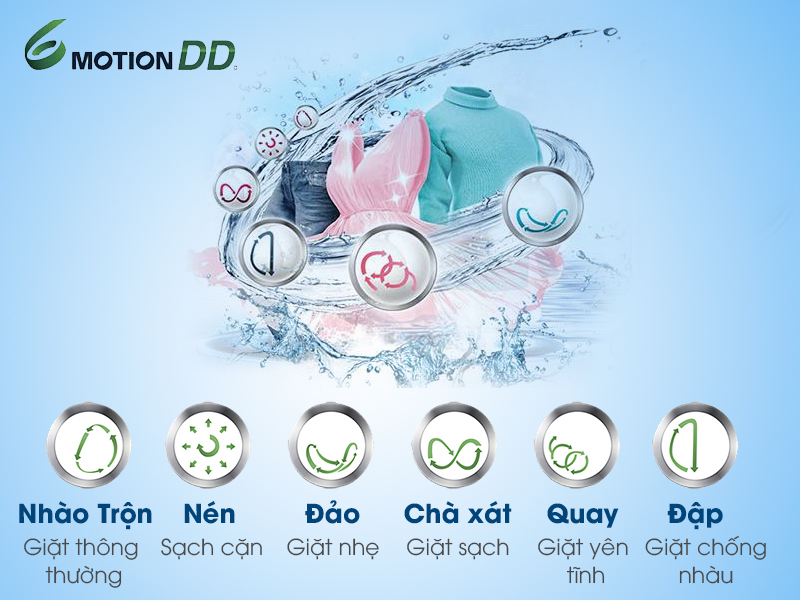 6 MOTION DD
Nhào Trộn
Giặt thông
thường
Nén
Sạch cặn
Đảo
Giặt nhẹ
Chà xát
Giặt sạch
Quay
Giặt yên
tĩnh
Đập
Giặt chống
nhàu